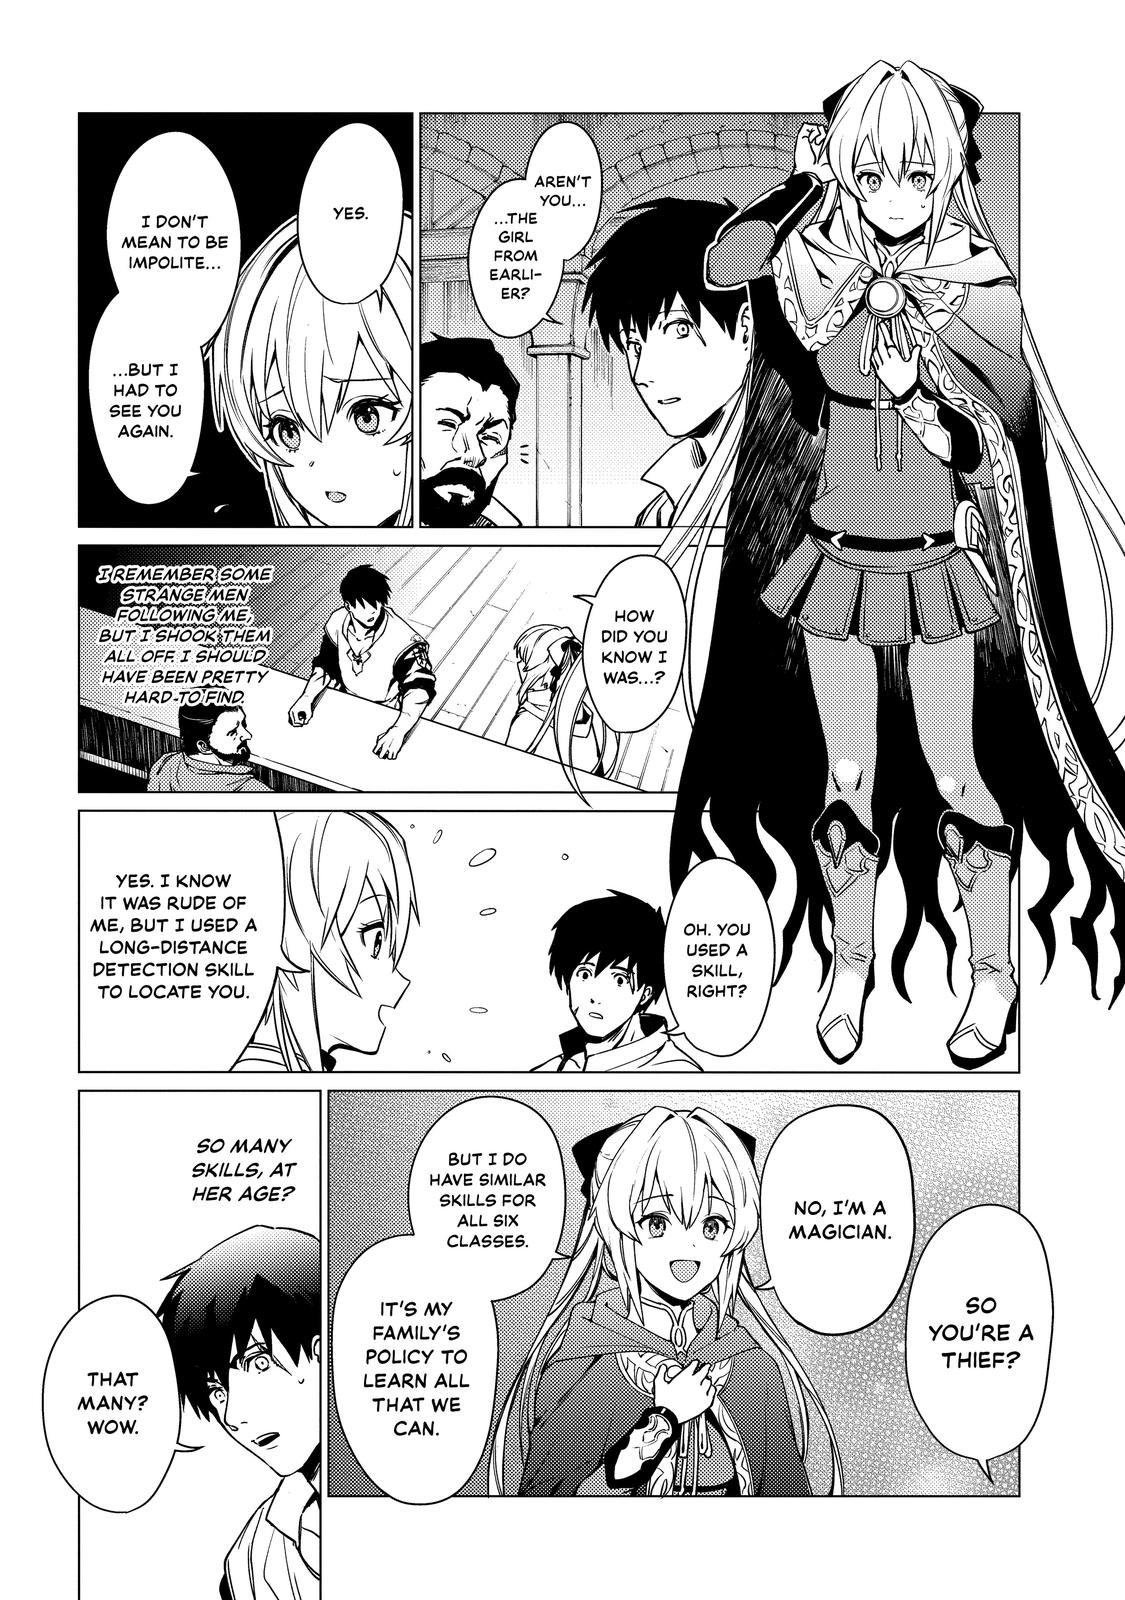 AREN'T
YOU...
...THE
GIRL
FROM
EARLI-
ER?
YES.
I DON'T
MEAN TO BE
IMPOLITE...
...BUT I
HAD TO
SEE YOU
AGAIN.
HOW
DID YOU
KNOW I
WAS...?
I REMEMBER SOME
STRANGE MEN
FOLLOWING ME,
BUT I SHOOK THEM
ALL OFF. I SHOULD
HAVE BEEN PRETTY
HARD TO FIND.
OH. YOU
USED A
SKILL,
RIGHT?
YES. I KNOW
IT WAS RUDE OF
ME, BUT I USED A
LONG-DISTANCE
DETECTION SKILL
TO LOCATE YOU.
SO
YOU'RE A
THIEF?
NO, I'M A
MAGICIAN.
BUT I DO
HAVE SIMILAR
SKILLS FOR
ALL SIX
CLASSES.
IT'S MY
FAMILY'S
POLICY TO
LEARN ALL
THAT WE
CAN.
SO MANY
SKILLS, AT
HER AGE?
THAT
MANY?
WOW.